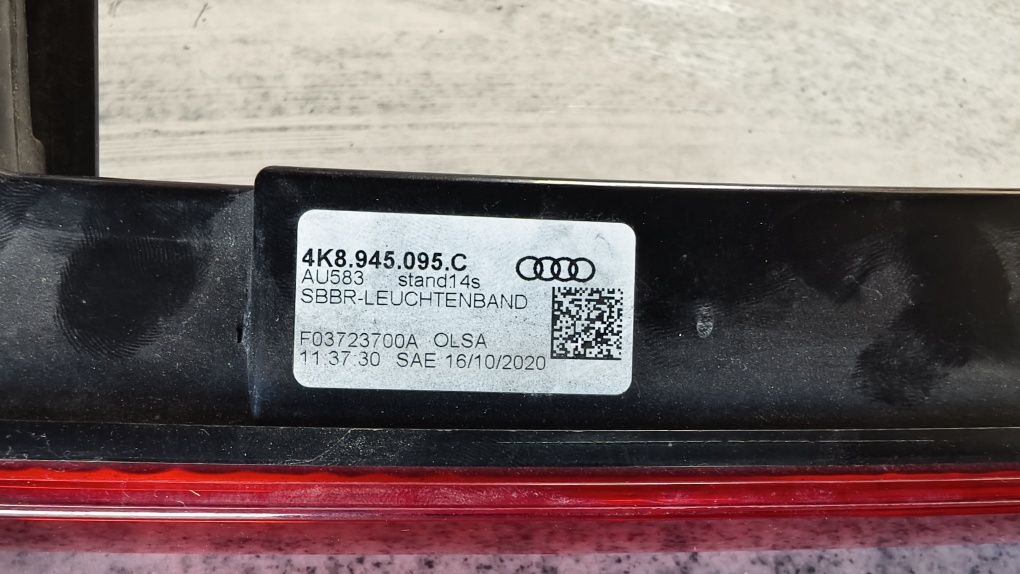 4K8.945.095.C
AU583 stand14s
SBBR-LEUCHTENBAND
F03723700A OLSA
11:37:30 SAE 16/10/2020